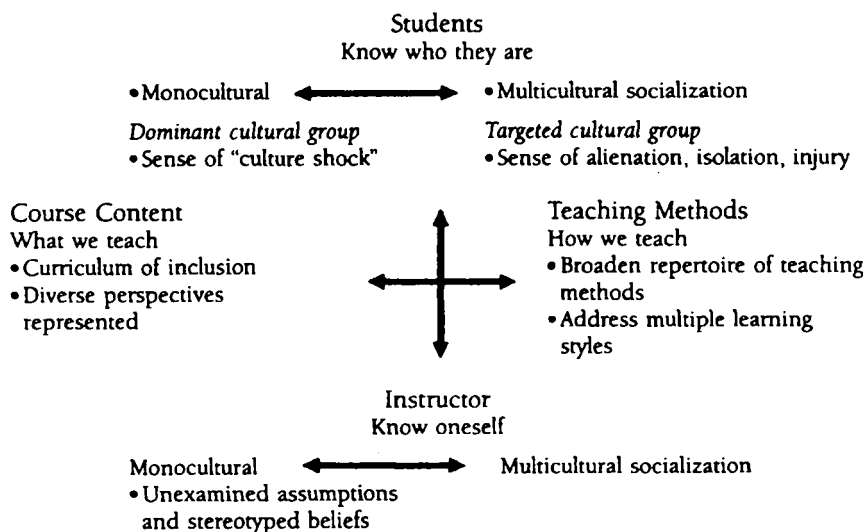 Students
Know who they are
• Monocultural
• Multicultural socialization
Dominant cultural group
Targeted cultural group
• Sense of “culture shock”
• Sense of alienation, isolation, injury
Course Content
What we teach
• Curriculum of inclusion
• Diverse perspectives
represented
Teaching Methods
How we teach
• Broaden repertoire of teaching
methods
• Address multiple learning
styles
Instructor
Know oneself
Monocultural
Multicultural socialization
• Unexamined assumptions
and stereotyped beliefs